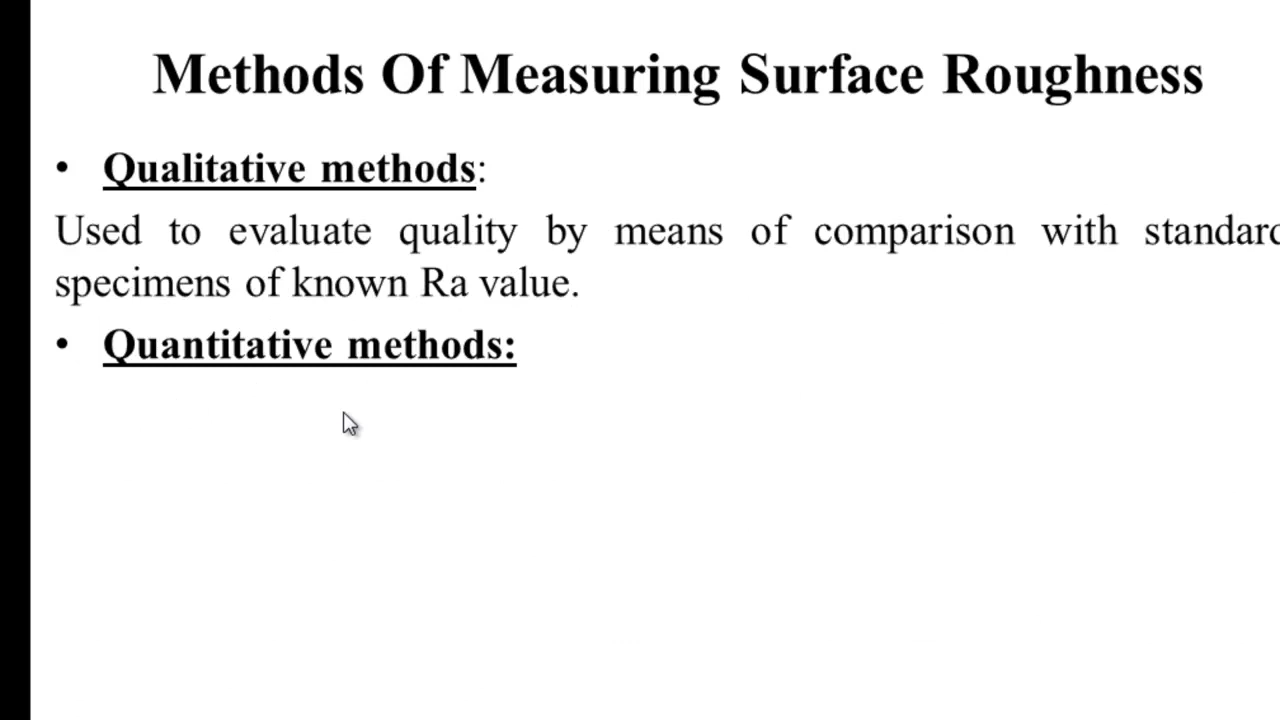 Methods Of Measuring Surface Roughness
• Qualitative methods:
Used to evaluate quality by means of comparison with standard
specimens of known Ra value.
• Quantitative methods: